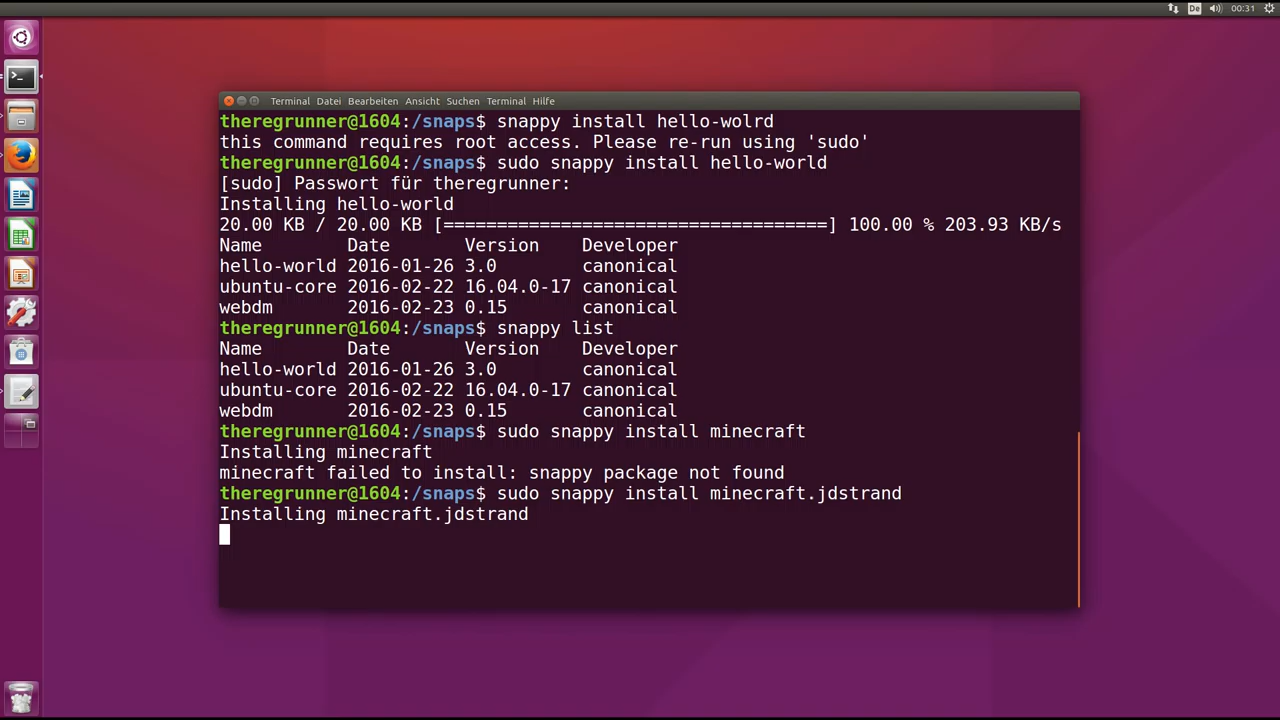 De 00:31
Terminal Datei Bearbeiten Ansicht Suchen Terminal Hilfe
theregrunner@1604:/snaps$ snappy install hello-wolrd
this command requires root access. Please re-run using 'sudo'
theregrunner@1604:/snaps$ sudo snappy install hello-world
[sudo] Passwort für theregrunner:
Installing hello-world
20.00 KB / 20.00 KB [====================================] 100.00 % 203.93 KB/s
Name Date Version Developer
hello-world 2016-01-26 3.0 canonical
ubuntu-core 2016-02-22 16.04.0-17 canonical
webdm 2016-02-23 0.15 canonical
theregrunner@1604:/snaps$ snappy list
Name Date Version Developer
hello-world 2016-01-26 3.0 canonical
ubuntu-core 2016-02-22 16.04.0-17 canonical
webdm 2016-02-23 0.15 canonical
theregrunner@1604:/snaps$ sudo snappy install minecraft
Installing minecraft
minecraft failed to install: snappy package not found
theregrunner@1604:/snaps$ sudo snappy install minecraft.jdstrand
Installing minecraft.jdstrand